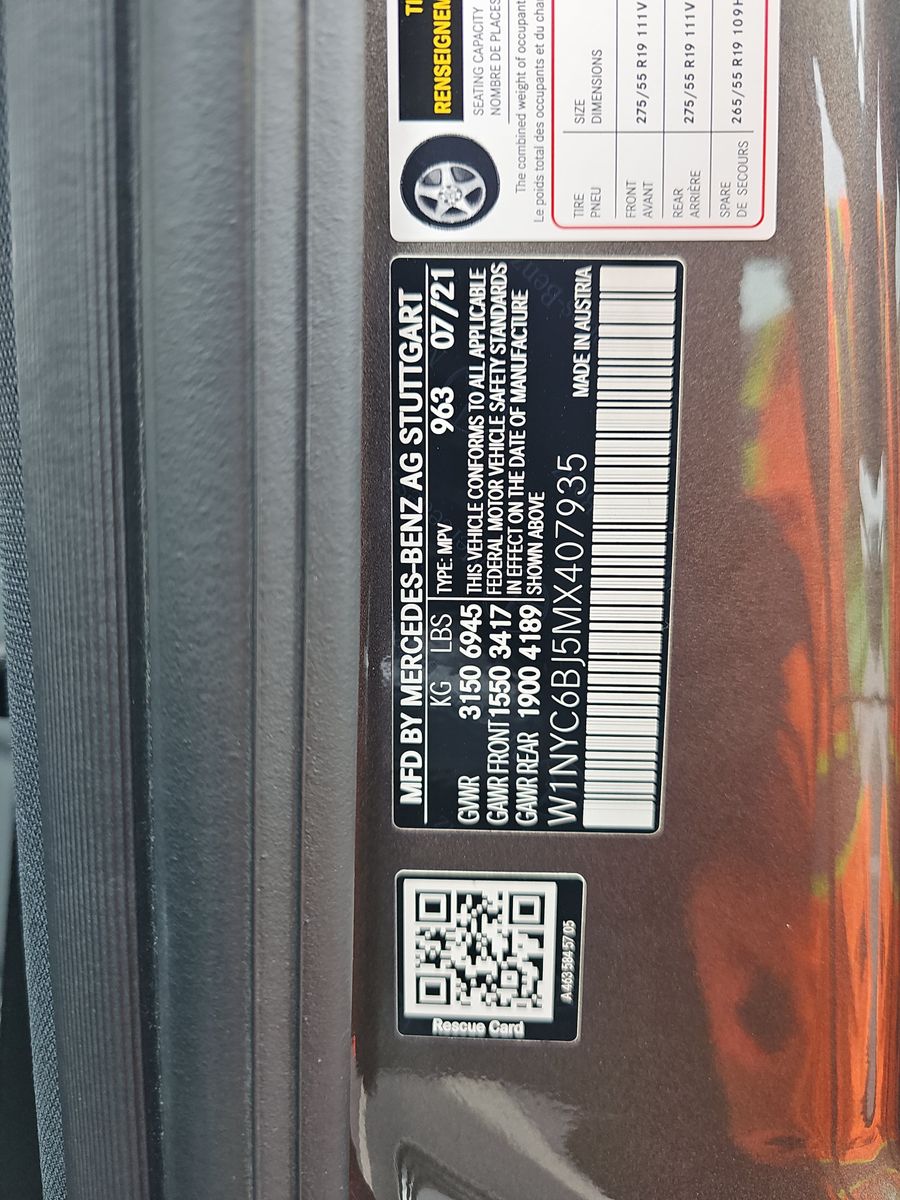 MFD BY MERCEDES-BENZ AG STUTTGART
KG LBS
GVWR 3150 6945
GAWR FRONT 1550 3417
GAWR REAR 1900 4189
TYPE: MPV 963 07/21
THIS VEHICLE CONFORMS TO ALL APPLICABLE
FEDERAL MOTOR VEHICLE SAFETY STANDARDS
IN EFFECT ON THE DATE OF MANUFACTURE
SHOWN ABOVE
W1NYC6BJ5MX407935
MADE IN AUSTRIA
Rescue Card
A 463 584 57 05
SEATING CAPACITY
NOMBRE DE PLACES
The combined weight of occupant
Le poids total des occupants et du
TIRE SIZE
PNEU DIMENSIONS
FRONT 275/55 R19 111V
AVANT
REAR 275/55 R19 111V
ARRIÈRE
SPARE 265/55 R19 109H
DE SECOURS